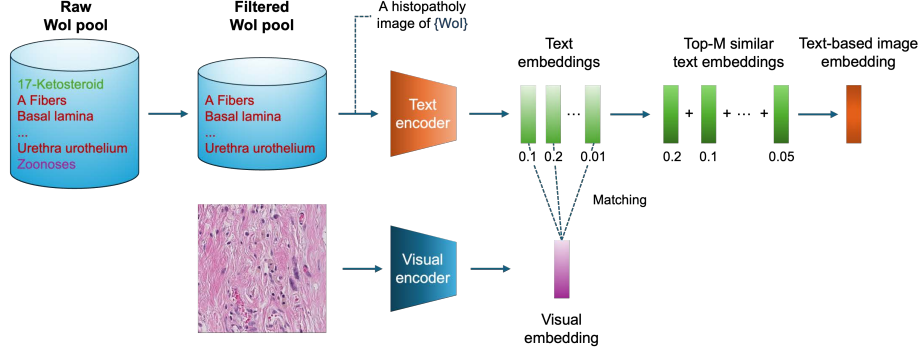 Raw
WoI pool
Filtered
WoI pool
A histopatholy
image of {WoI}
17-Ketosteroid
A Fibers
Basal lamina
...
Urethra urothelium
Zoonoses
A Fibers
Basal lamina
...
Urethra urothelium
Text
encoder
Text
embeddings
...
0.1
0.2
0.01
Top-M similar
text embeddings
+ + ... +
0.2
0.1
0.05
Text-based image
embedding
Matching
Visual
encoder
Visual
embedding